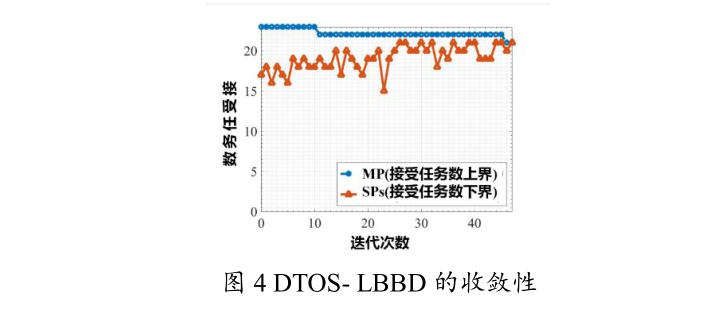 20
15
10
5
0
接受任务数
MP(接受任务数上界)
SPs(接受任务数下界)
0 10 20 30 40
迭代次数
图 4 DTOS- LBBD 的收敛性